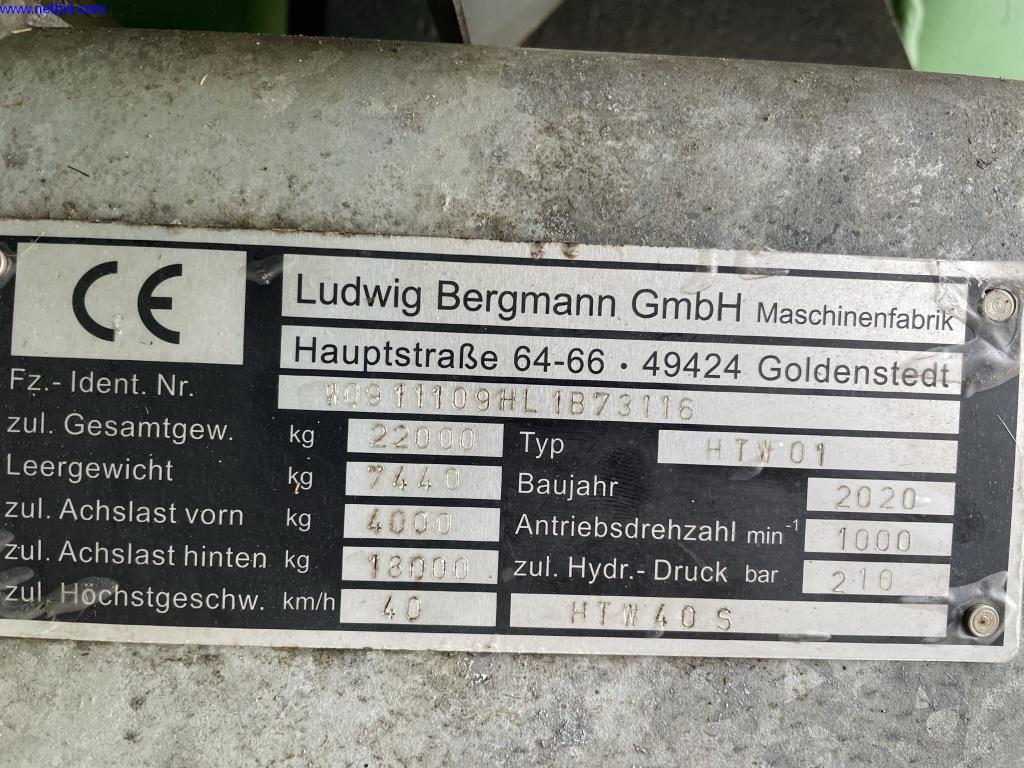 www.netbid.com
CE
Ludwig Bergmann GmbH Maschinenfabrik
Hauptstraße 64-66 · 49424 Goldenstedt
Fz.- Ident. Nr. W0911109HL1B73116
zul. Gesamtgew. kg 22000 Typ HTW01
Leergewicht kg 7440 Baujahr 2020
zul. Achslast vorn kg 4000 Antriebsdrehzahl min⁻¹ 1000
zul. Achslast hinten kg 18000 zul. Hydr.- Druck bar 210
zul. Höchstgeschw. km/h 40 HTW40 S